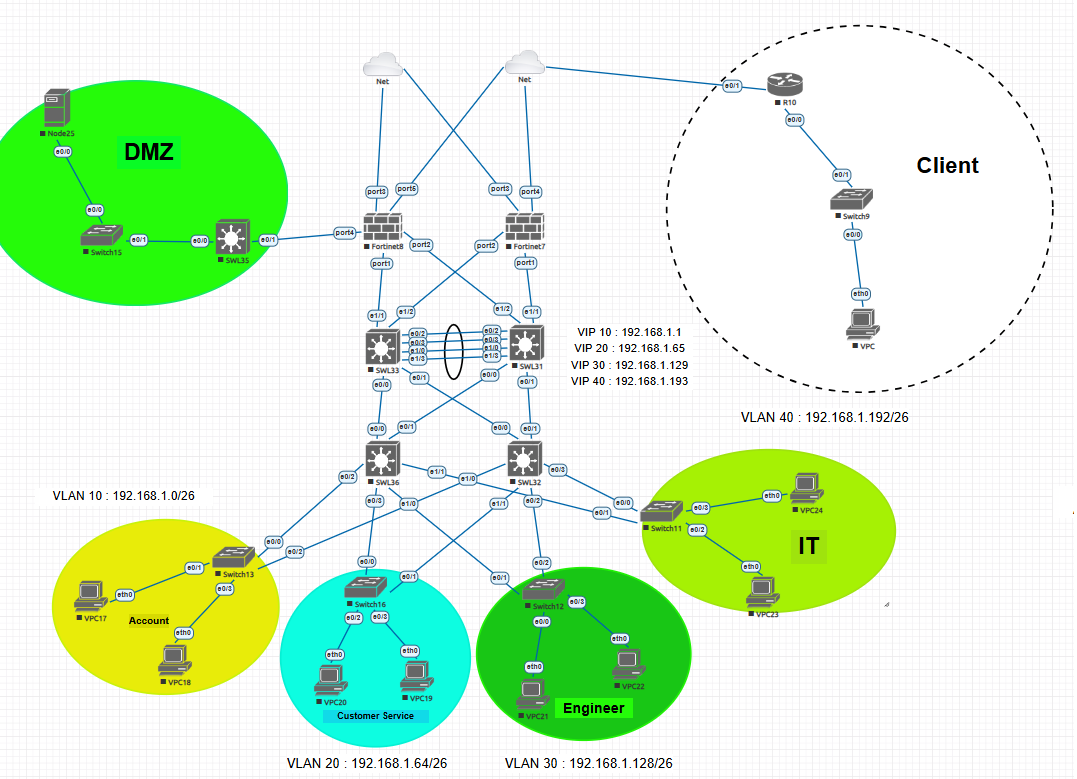 Net
Net
e0/1
R10
e0/0
Node25
e0/0
DMZ
Client
e0/1
Switch9
e0/0
port3
port5
port3
port4
e0/0
Switch15
e0/1
e0/0
SWL35
e0/1
port4
Fortinet8
port2
port2
Fortinet7
port1
port1
eth0
VPC
e1/1
e1/2
e1/2
e1/1
e0/2
e0/3
e1/0
e1/3
e0/2
e0/3
e1/0
e1/3
SWL33
SWL31
e0/0
e0/1
e0/0
e0/1
VIP 10 : 192.168.1.1
VIP 20 : 192.168.1.65
VIP 30 : 192.168.1.129
VIP 40 : 192.168.1.193
VLAN 40 : 192.168.1.192/26
e0/0
e0/1
e0/0
e0/1
SWL36
SWL32
e0/2
e1/1
e1/0
e0/3
e0/3
e1/0
e1/1
e0/2
VLAN 10 : 192.168.1.0/26
e0/0
e0/1
Switch11
e0/3
eth0
VPC24
e0/2
IT
eth0
VPC23
e0/0
e0/2
Switch13
e0/1
e0/3
eth0
VPC17
Account
eth0
VPC18
e0/0
e0/1
Switch16
e0/2
e0/3
eth0
eth0
VPC20
VPC19
Customer Service
e0/1
e0/2
Switch12
e0/3
e0/0
eth0
eth0
VPC22
VPC21
Engineer
VLAN 20 : 192.168.1.64/26
VLAN 30 : 192.168.1.128/26